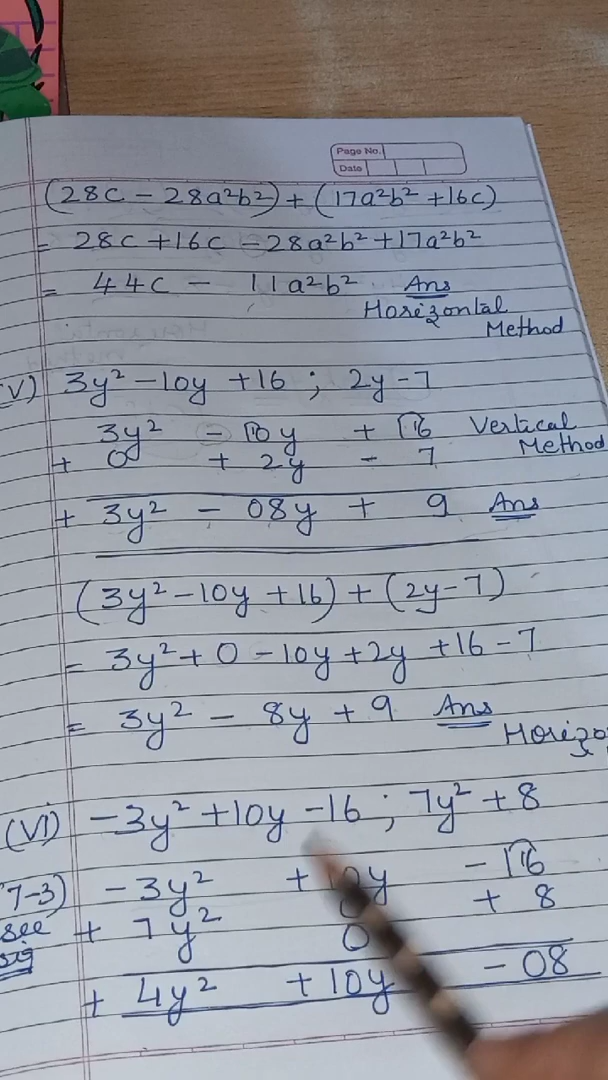 Page No.
Date
(28c - 28a²b²) + (17a²b² + 16c)
= 28c + 16c - 28a²b² + 17a²b²
= 44c - 11a²b² Ans
Horizontal
Method
(V) 3y² - 10y + 16 ; 2y - 7
3y² - 10y + 16 Vertical
+ 0 + 2y - 7 Method
+ 3y² - 08y + 9 Ans
(3y² - 10y + 16) + (2y - 7)
= 3y² + 0 - 10y + 2y + 16 - 7
= 3y² - 8y + 9 Ans
Horizo
(VI) -3y² + 10y - 16 ; 7y² + 8
(7-3) -3y² + 10y - 16
see + 7y² 0 + 8
+ 4y² + 10y - 08